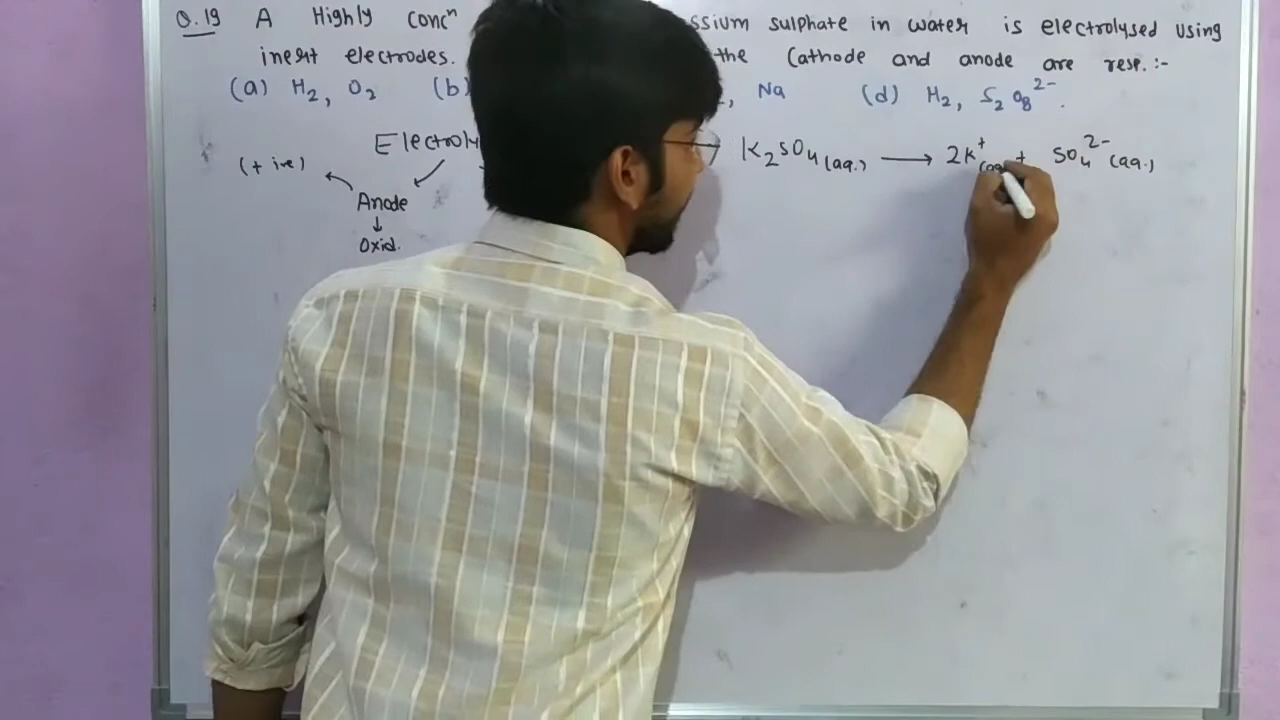 Q.19 A Highly concⁿ ssium sulphate in water is electrolysed using
inert electrodes. the Cathode and anode are resp. :-
(a) H₂, O₂ (b) , Na (d) H₂, S₂O₈²⁻.
Electroly K₂SO₄(aq.) ⟶ 2K⁺(aq) + SO₄²⁻(aq.)
(+ive)
Anode
↓
Oxid.